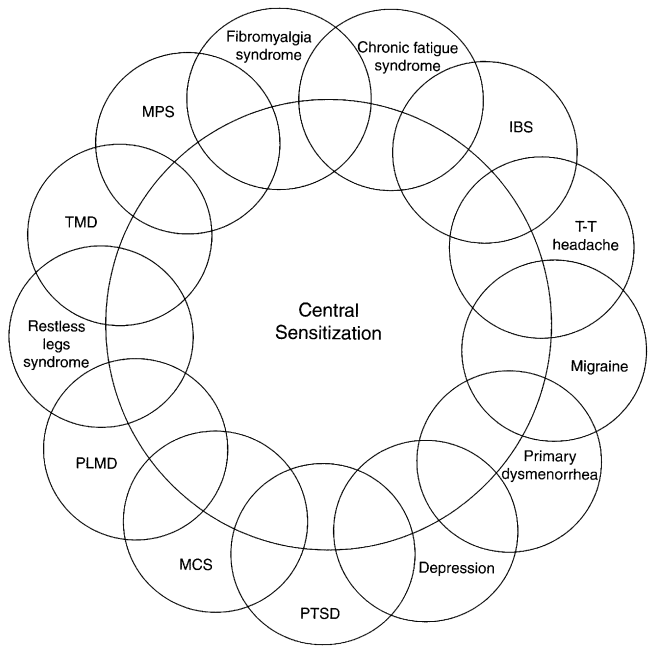 Fibromyalgia
syndrome
Chronic fatigue
syndrome
IBS
T-T
headache
Migraine
Primary
dysmenorrhea
Depression
PTSD
MCS
PLMD
Restless
legs
syndrome
TMD
MPS
Central
Sensitization